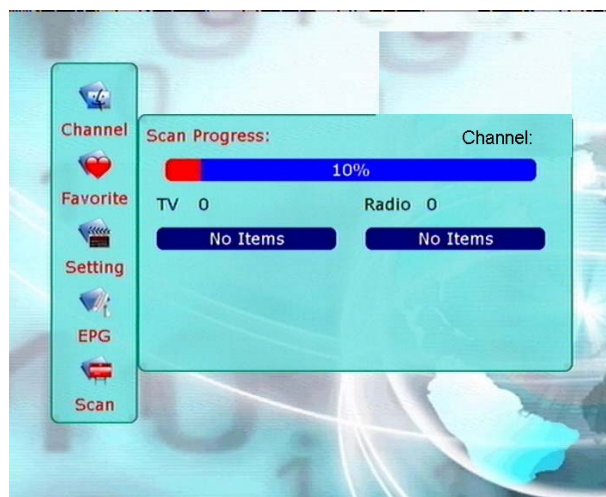 Channel
Favorite
Setting
EPG
Scan
Scan Progress:
Channel:
10%
TV 0
Radio 0
No Items
No Items